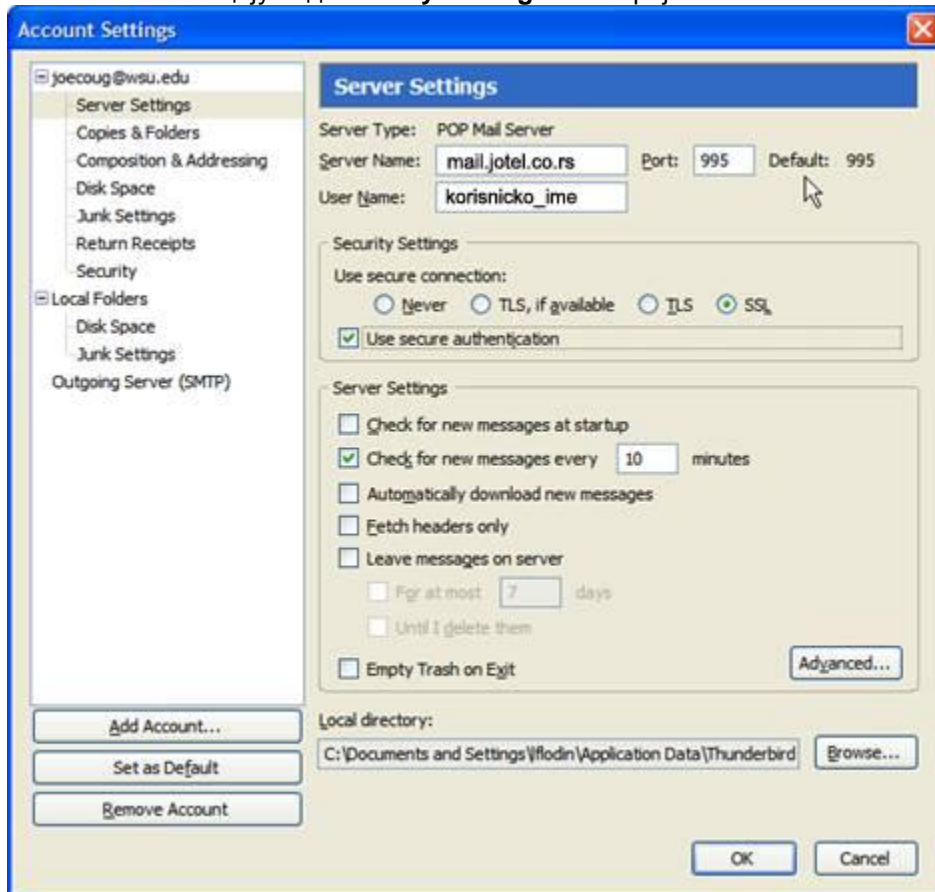 Account Settings
joecoug@wsu.edu
Server Settings
Copies & Folders
Composition & Addressing
Disk Space
Junk Settings
Return Receipts
Security
Local Folders
Disk Space
Junk Settings
Outgoing Server (SMTP)
Add Account...
Set as Default
Remove Account
Server Settings
Server Type: POP Mail Server
Server Name: mail.jotel.co.rs Port: 995 Default: 995
User Name: korisnicko_ime
Security Settings
Use secure connection:
Never TLS, if available TLS SSL
Use secure authentication
Server Settings
Check for new messages at startup
Check for new messages every 10 minutes
Automatically download new messages
Fetch headers only
Leave messages on server
For at most 7 days
Until I delete them
Empty Trash on Exit
Advanced...
Local directory:
C:\Documents and Settings\lflodin\Application Data\Thunderbird Browse...
OK Cancel